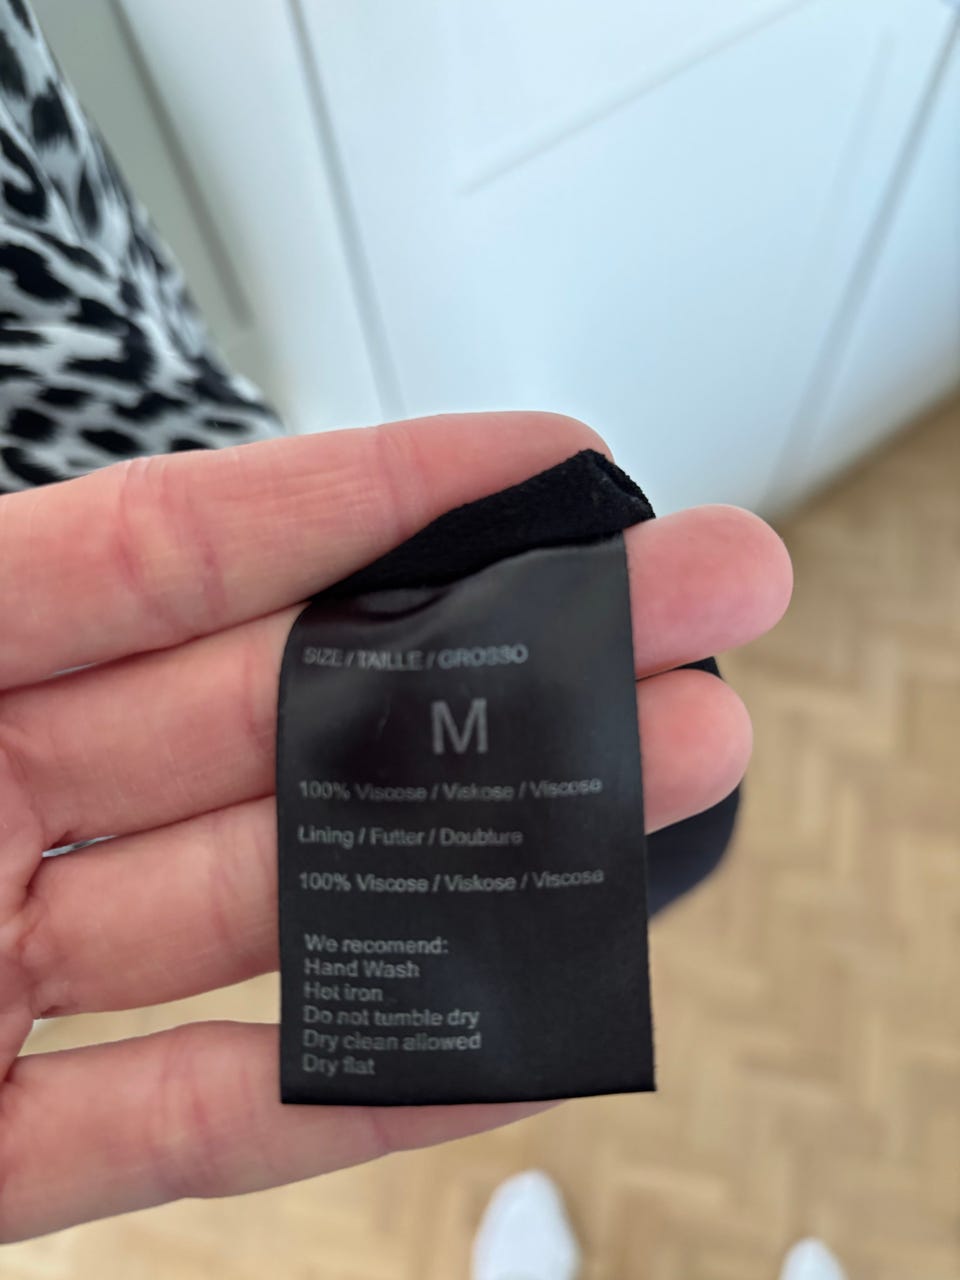 SIZE / TAILLE / GROSSO
M
100% Viscose / Viskose / Viscose
Lining / Futter / Doublure
100% Viscose / Viskose / Viscose
We recomend:
Hand Wash
Hot iron
Do not tumble dry
Dry clean allowed
Dry flat